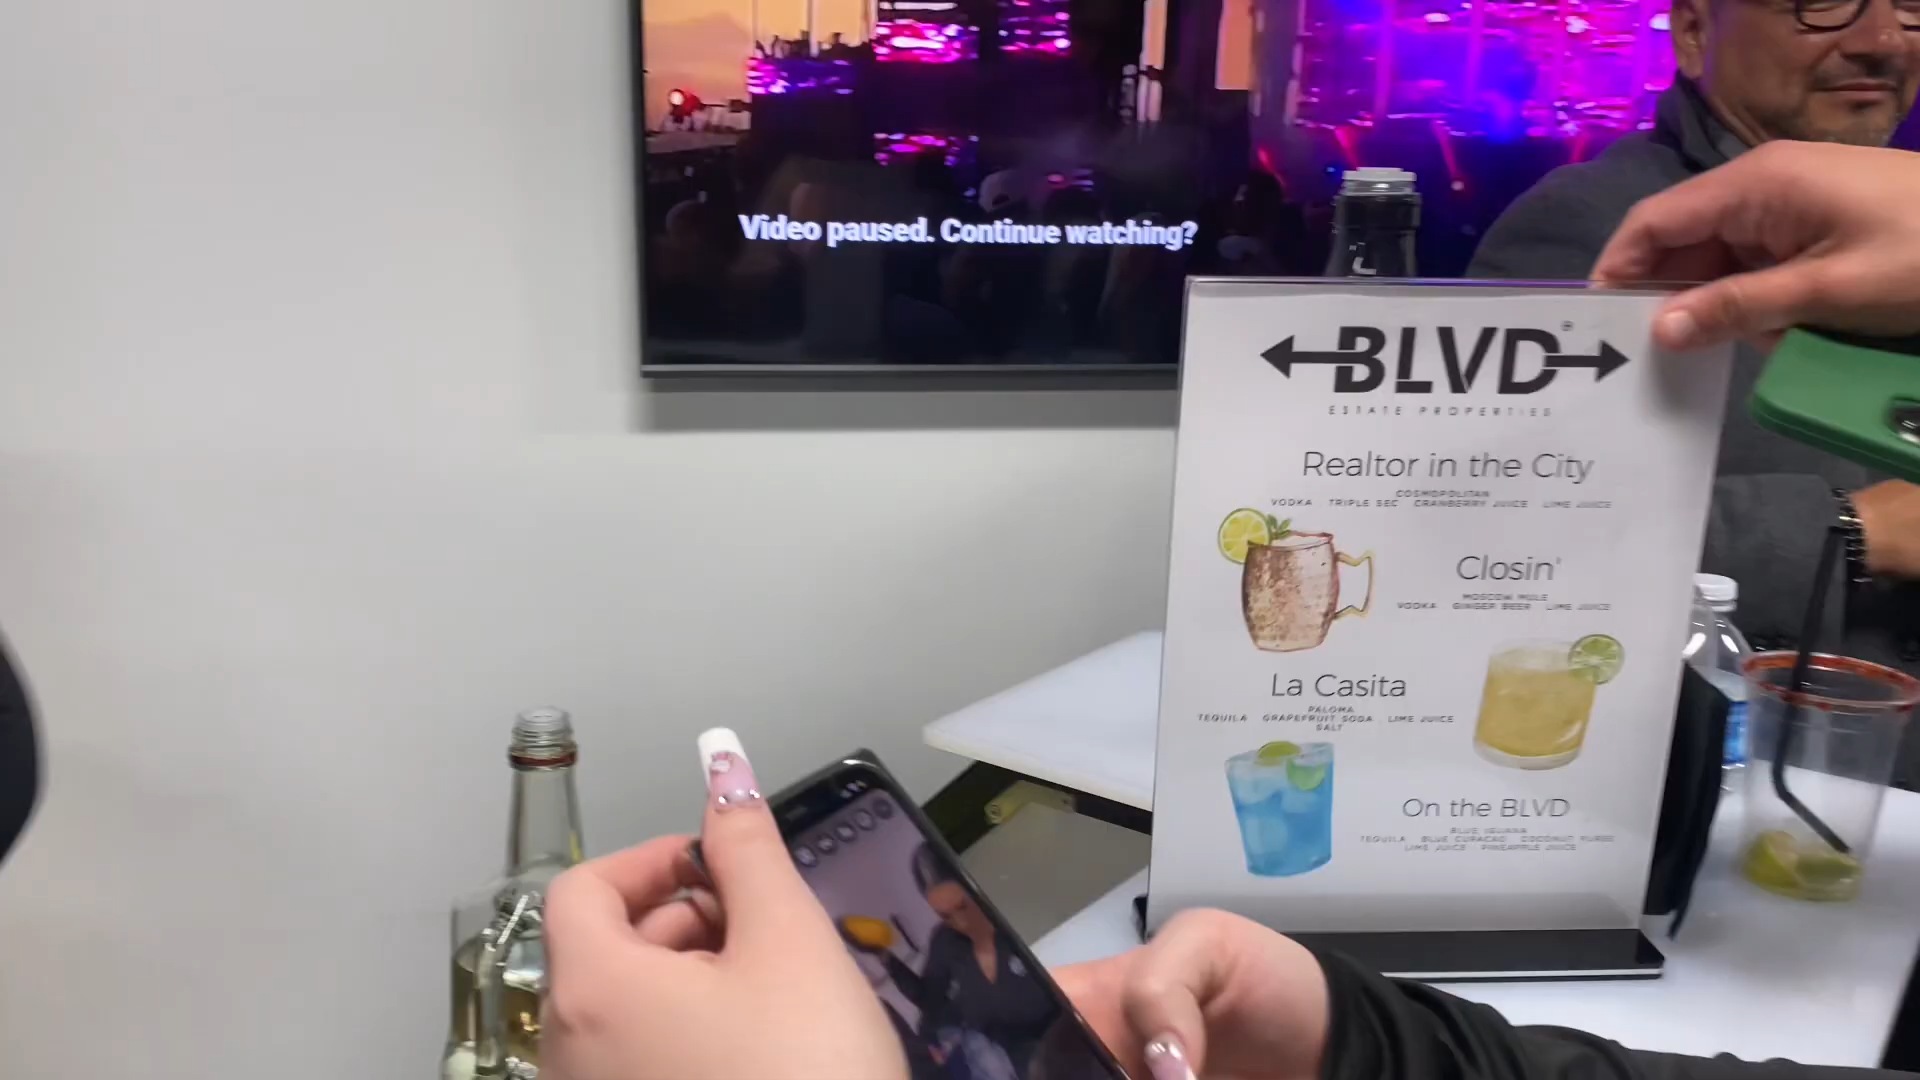 Video paused. Continue watching?
BLVD®
ESTATE PROPERTIES
Realtor in the City
COSMOPOLITAN
VODKA TRIPLE SEC CRANBERRY JUICE LIME JUICE
Closin'
MOSCOW MULE
VODKA GINGER BEER LIME JUICE
La Casita
PALOMA
TEQUILA GRAPEFRUIT SODA LIME JUICE
SALT
On the BLVD
BLUE IGUANA
TEQUILA BLUE CURACAO COCONUT PUREE
LIME JUICE PINEAPPLE JUICE